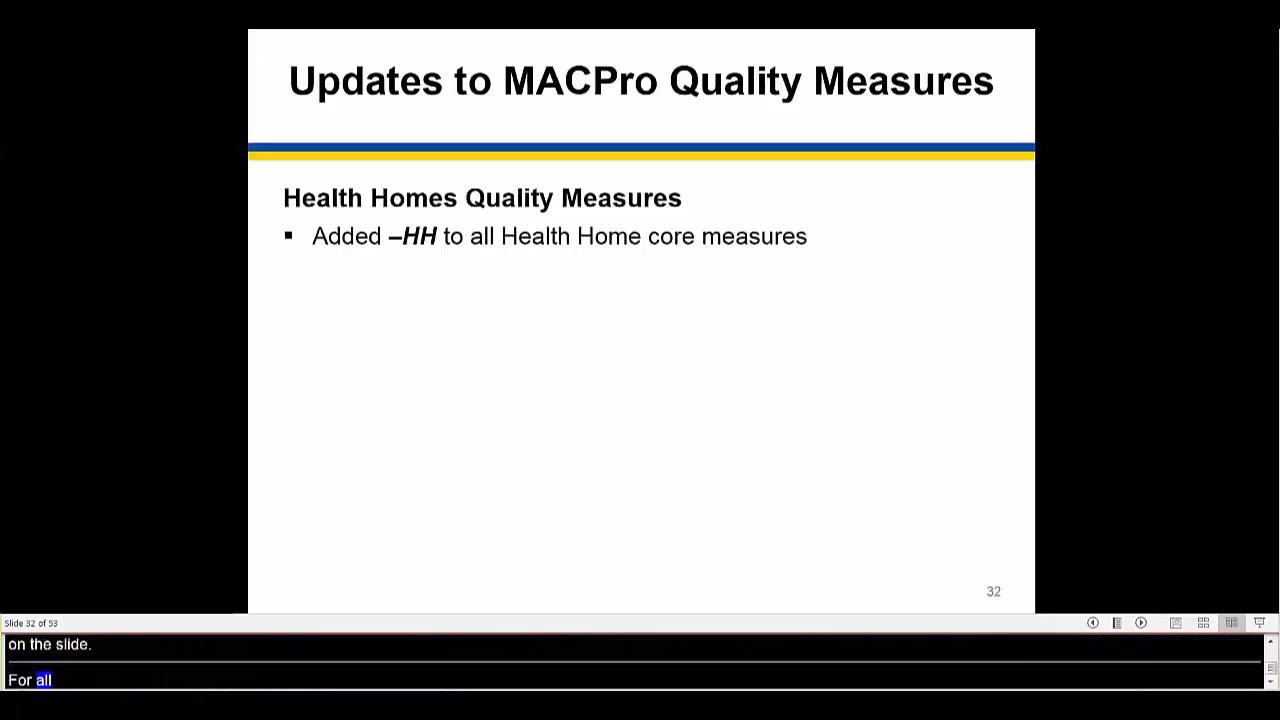 Updates to MACPro Quality Measures
Health Homes Quality Measures
▪ Added –HH to all Health Home core measures
32
Slide 32 of 53
on the slide.
For all